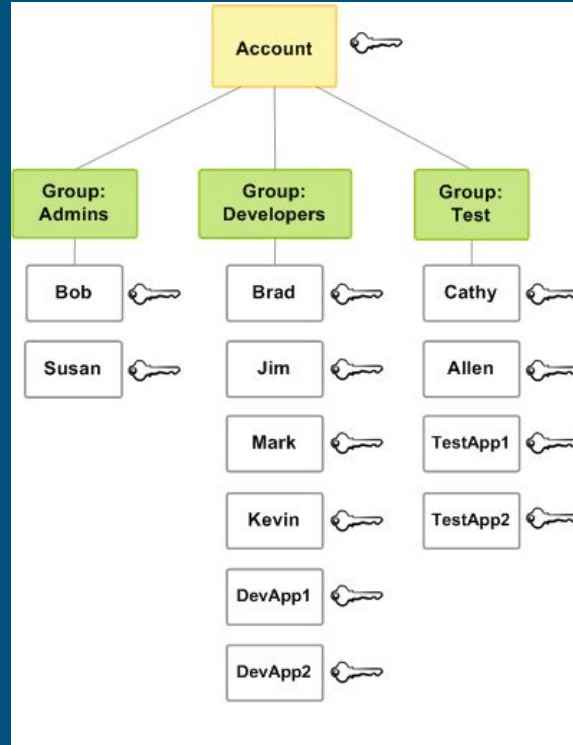 Account
Group:
Admins
Group:
Developers
Group:
Test
Bob
Brad
Cathy
Susan
Jim
Allen
Mark
TestApp1
Kevin
TestApp2
DevApp1
DevApp2